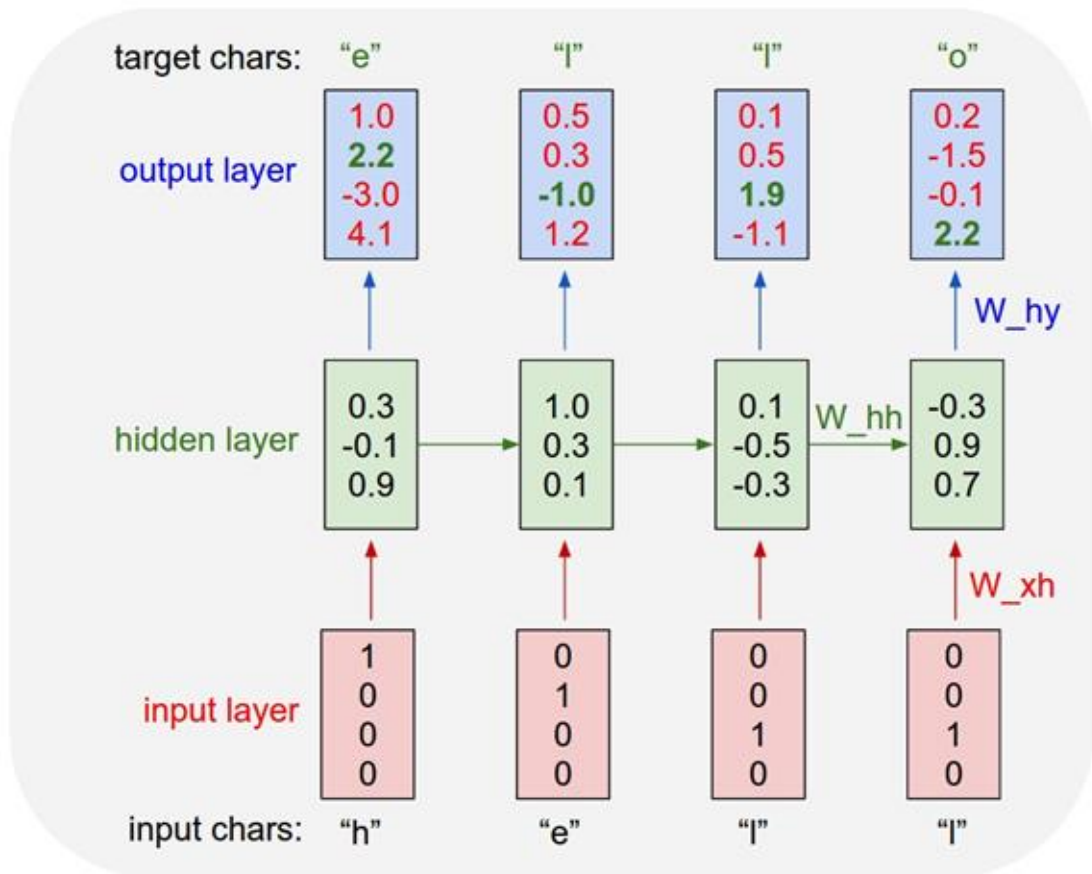 target chars: “e” “l” “l” “o”
1.0 0.5 0.1 0.2
2.2 0.3 0.5 -1.5
output layer
-3.0 -1.0 1.9 -0.1
4.1 1.2 -1.1 2.2
W_hy
0.3 1.0 0.1 -0.3
W_hh
hidden layer -0.1 0.3 -0.5 0.9
0.9 0.1 -0.3 0.7
W_xh
1 0 0 0
0 1 0 0
input layer
0 0 1 1
0 0 0 0
input chars: “h” “e” “l” “l”